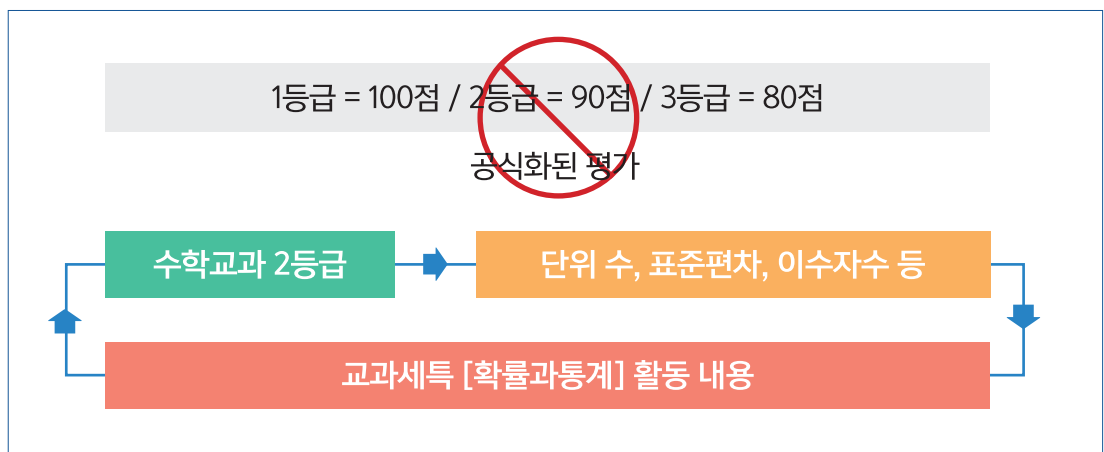 1등급 = 100점 / 2등급 = 90점 / 3등급 = 80점
공식화된 평가
수학교과 2등급
단위 수, 표준편차, 이수자수 등
교과세특 [확률과통계] 활동 내용